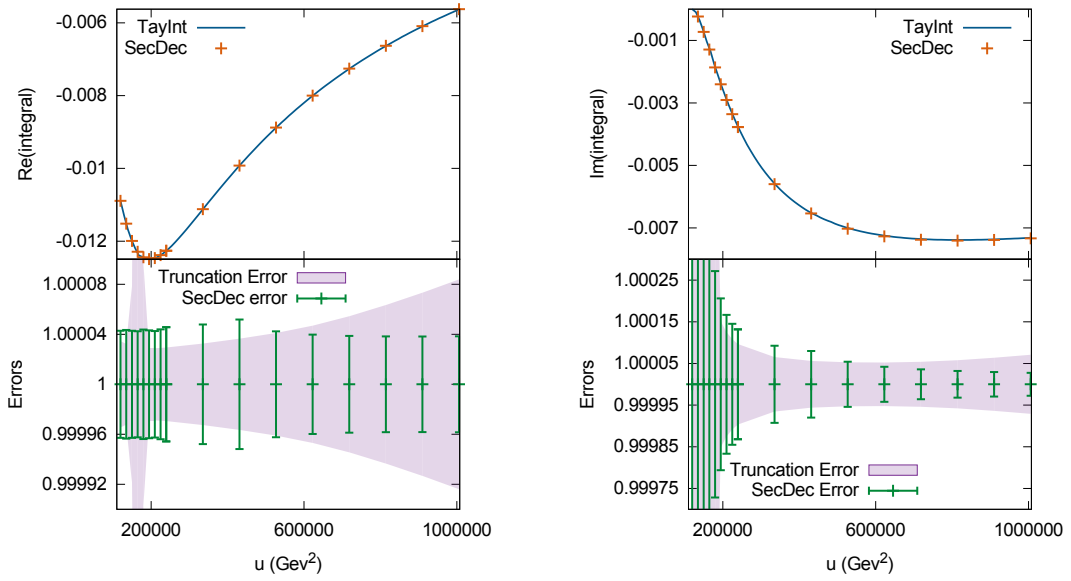 -0.006
-0.008
-0.01
-0.012
Re(integral)
TayInt
SecDec
1.00008
1.00004
1
0.99996
0.99992
Errors
Truncation Error
SecDec error
200000
600000
1000000
u (Gev²)
-0.001
-0.003
-0.005
-0.007
Im(integral)
TayInt
SecDec
1.00025
1.00015
1.00005
0.99995
0.99985
0.99975
Errors
Truncation Error
SecDec Error
200000
600000
1000000
u (Gev²)